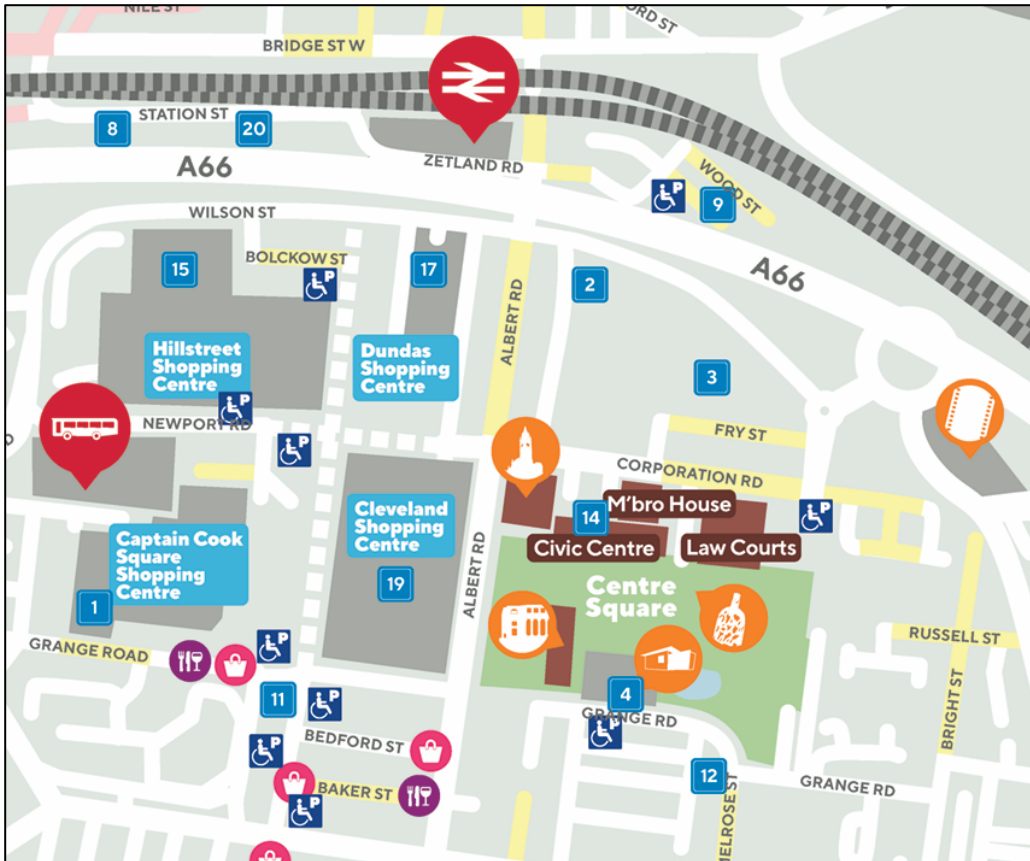 NILE ST
ORD ST
BRIDGE ST W
STATION ST
8
20
ZETLAND RD
A66
WOOD ST
P
9
WILSON ST
BOLCKOW ST
P
15
17
2
A66
ALBERT RD
Hillstreet
Shopping
Centre
Dundas
Shopping
Centre
3
P
NEWPORT RD
P
FRY ST
CORPORATION RD
M'bro House
14
P
Civic Centre
Law Courts
Cleveland
Shopping
Centre
19
Captain Cook
Square
Shopping
Centre
1
ALBERT RD
Centre
Square
GRANGE ROAD
P
RUSSELL ST
BRIGHT ST
11
P
4
GRANGE RD
P
BEDFORD ST
P
BAKER ST
P
12
GRANGE RD
MELROSE ST